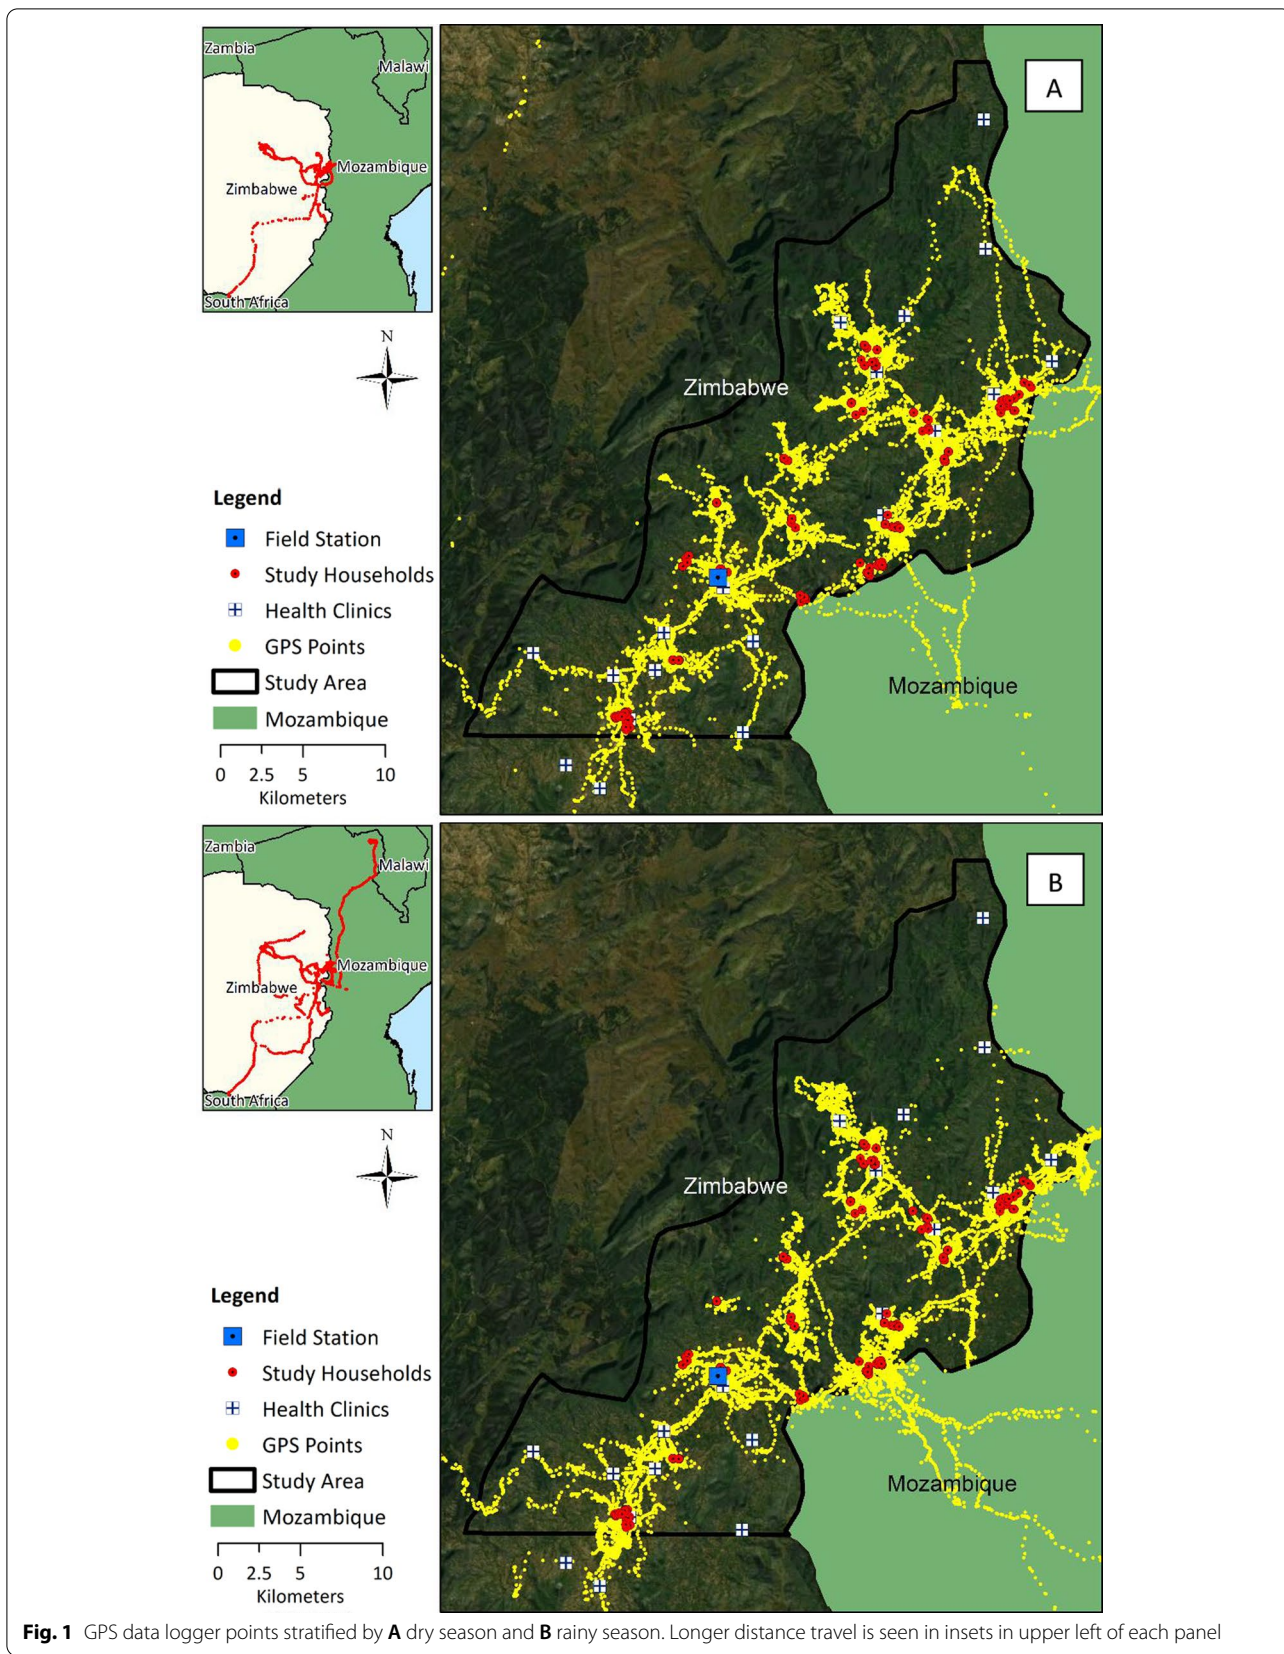 Zambia
Malawi
Mozambique
Zimbabwe
South Africa
N
A
Zimbabwe
Mozambique
Legend
Field Station
Study Households
Health Clinics
GPS Points
Study Area
Mozambique
0 2.5 5 10
Kilometers
Zambia
Malawi
Mozambique
Zimbabwe
South Africa
N
B
Zimbabwe
Mozambique
Legend
Field Station
Study Households
Health Clinics
GPS Points
Study Area
Mozambique
0 2.5 5 10
Kilometers
Fig. 1 GPS data logger points stratified by A dry season and B rainy season. Longer distance travel is seen in insets in upper left of each panel